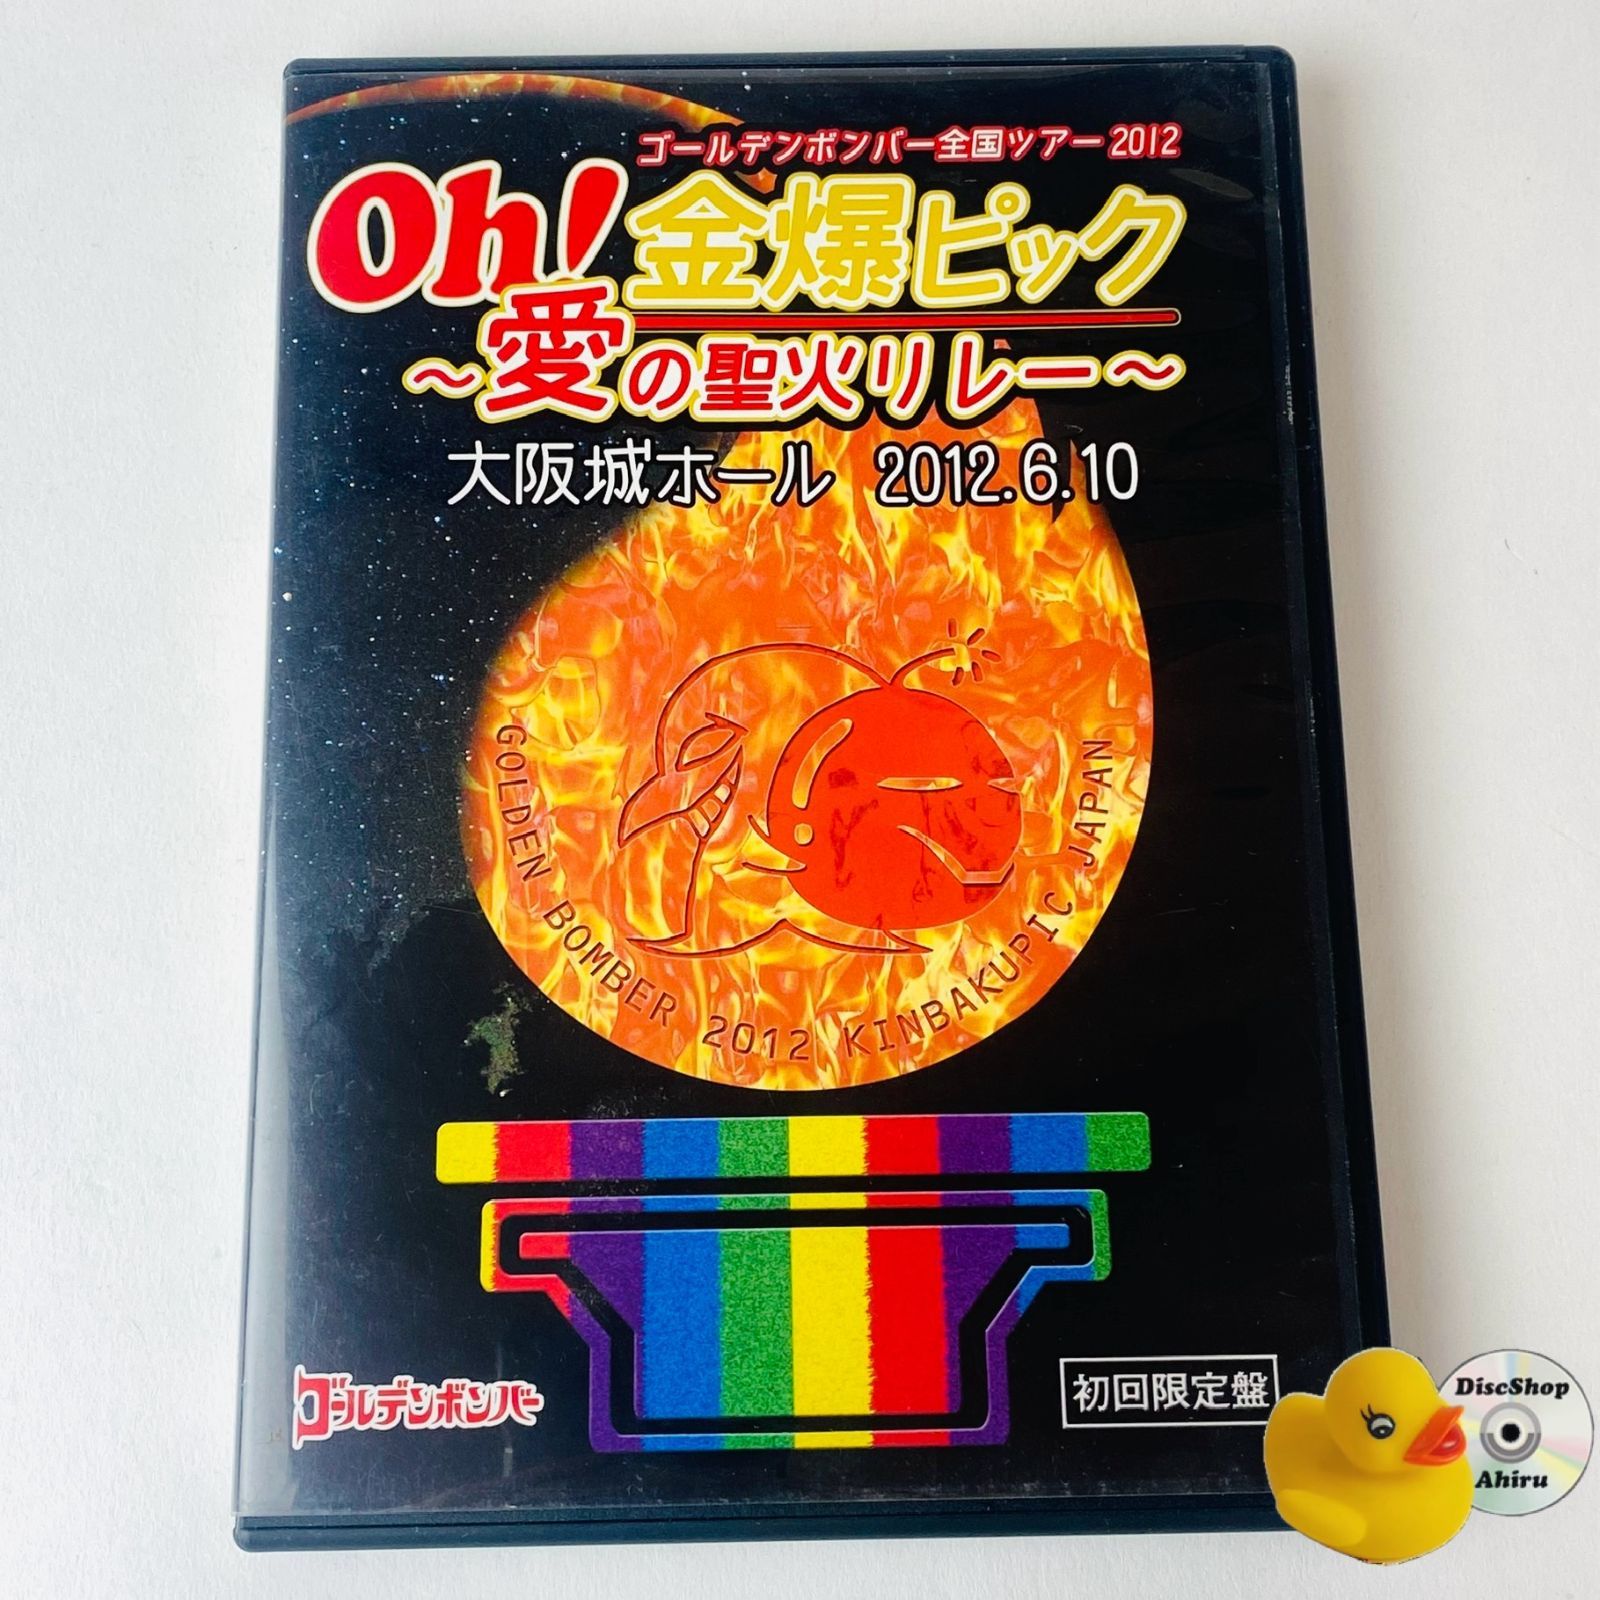 ゴールデンボンバー全国ツアー2012
Oh!金爆ピック
～愛の聖火リレー～
大阪城ホール 2012.6.10
GOLDEN BOMBER 2012 KINBAKUPIC JAPAN
ゴールデンボンバー
初回限定盤
DiscShop
Ahiru